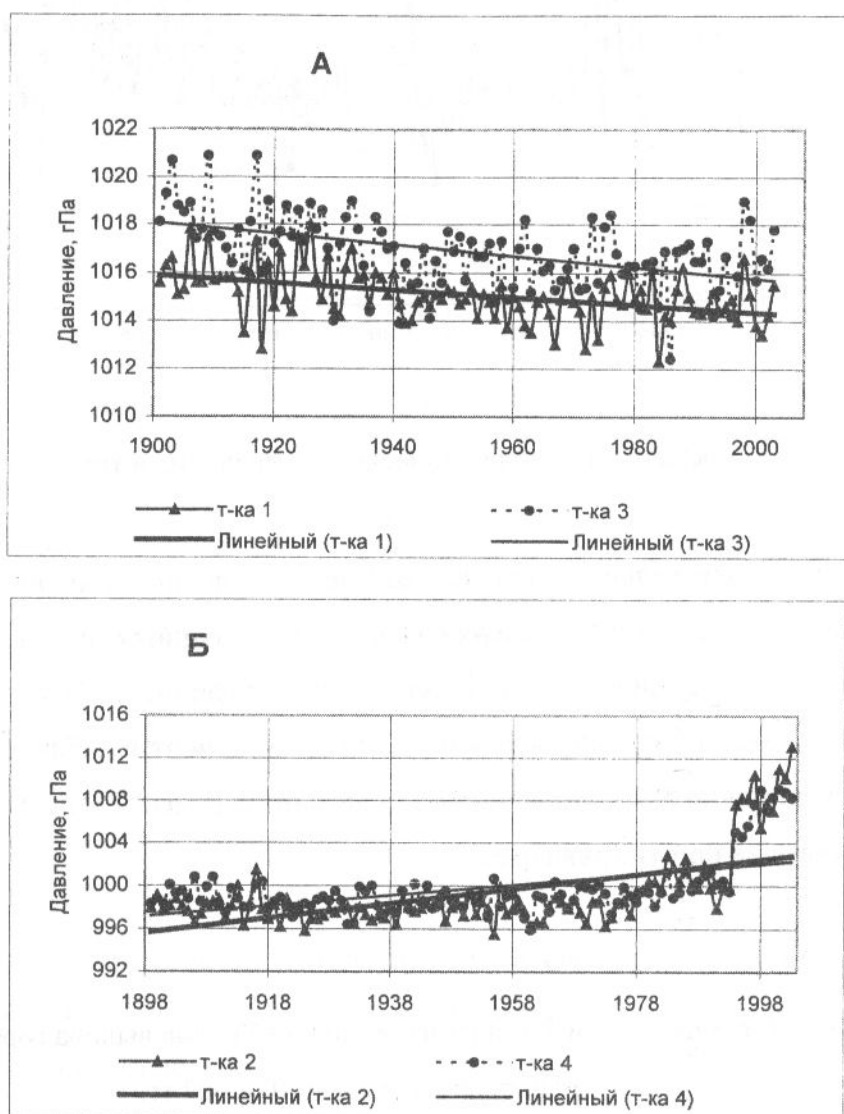 А
Давление, гПа
1022
1020
1018
1016
1014
1012
1010
1900 1920 1940 1960 1980 2000
т-ка 1 т-ка 3
Линейный (т-ка 1) Линейный (т-ка 3)
Б
Давление, гПа
1016
1012
1008
1004
1000
996
992
1898 1918 1938 1958 1978 1998
т-ка 2 т-ка 4
Линейный (т-ка 2) Линейный (т-ка 4)